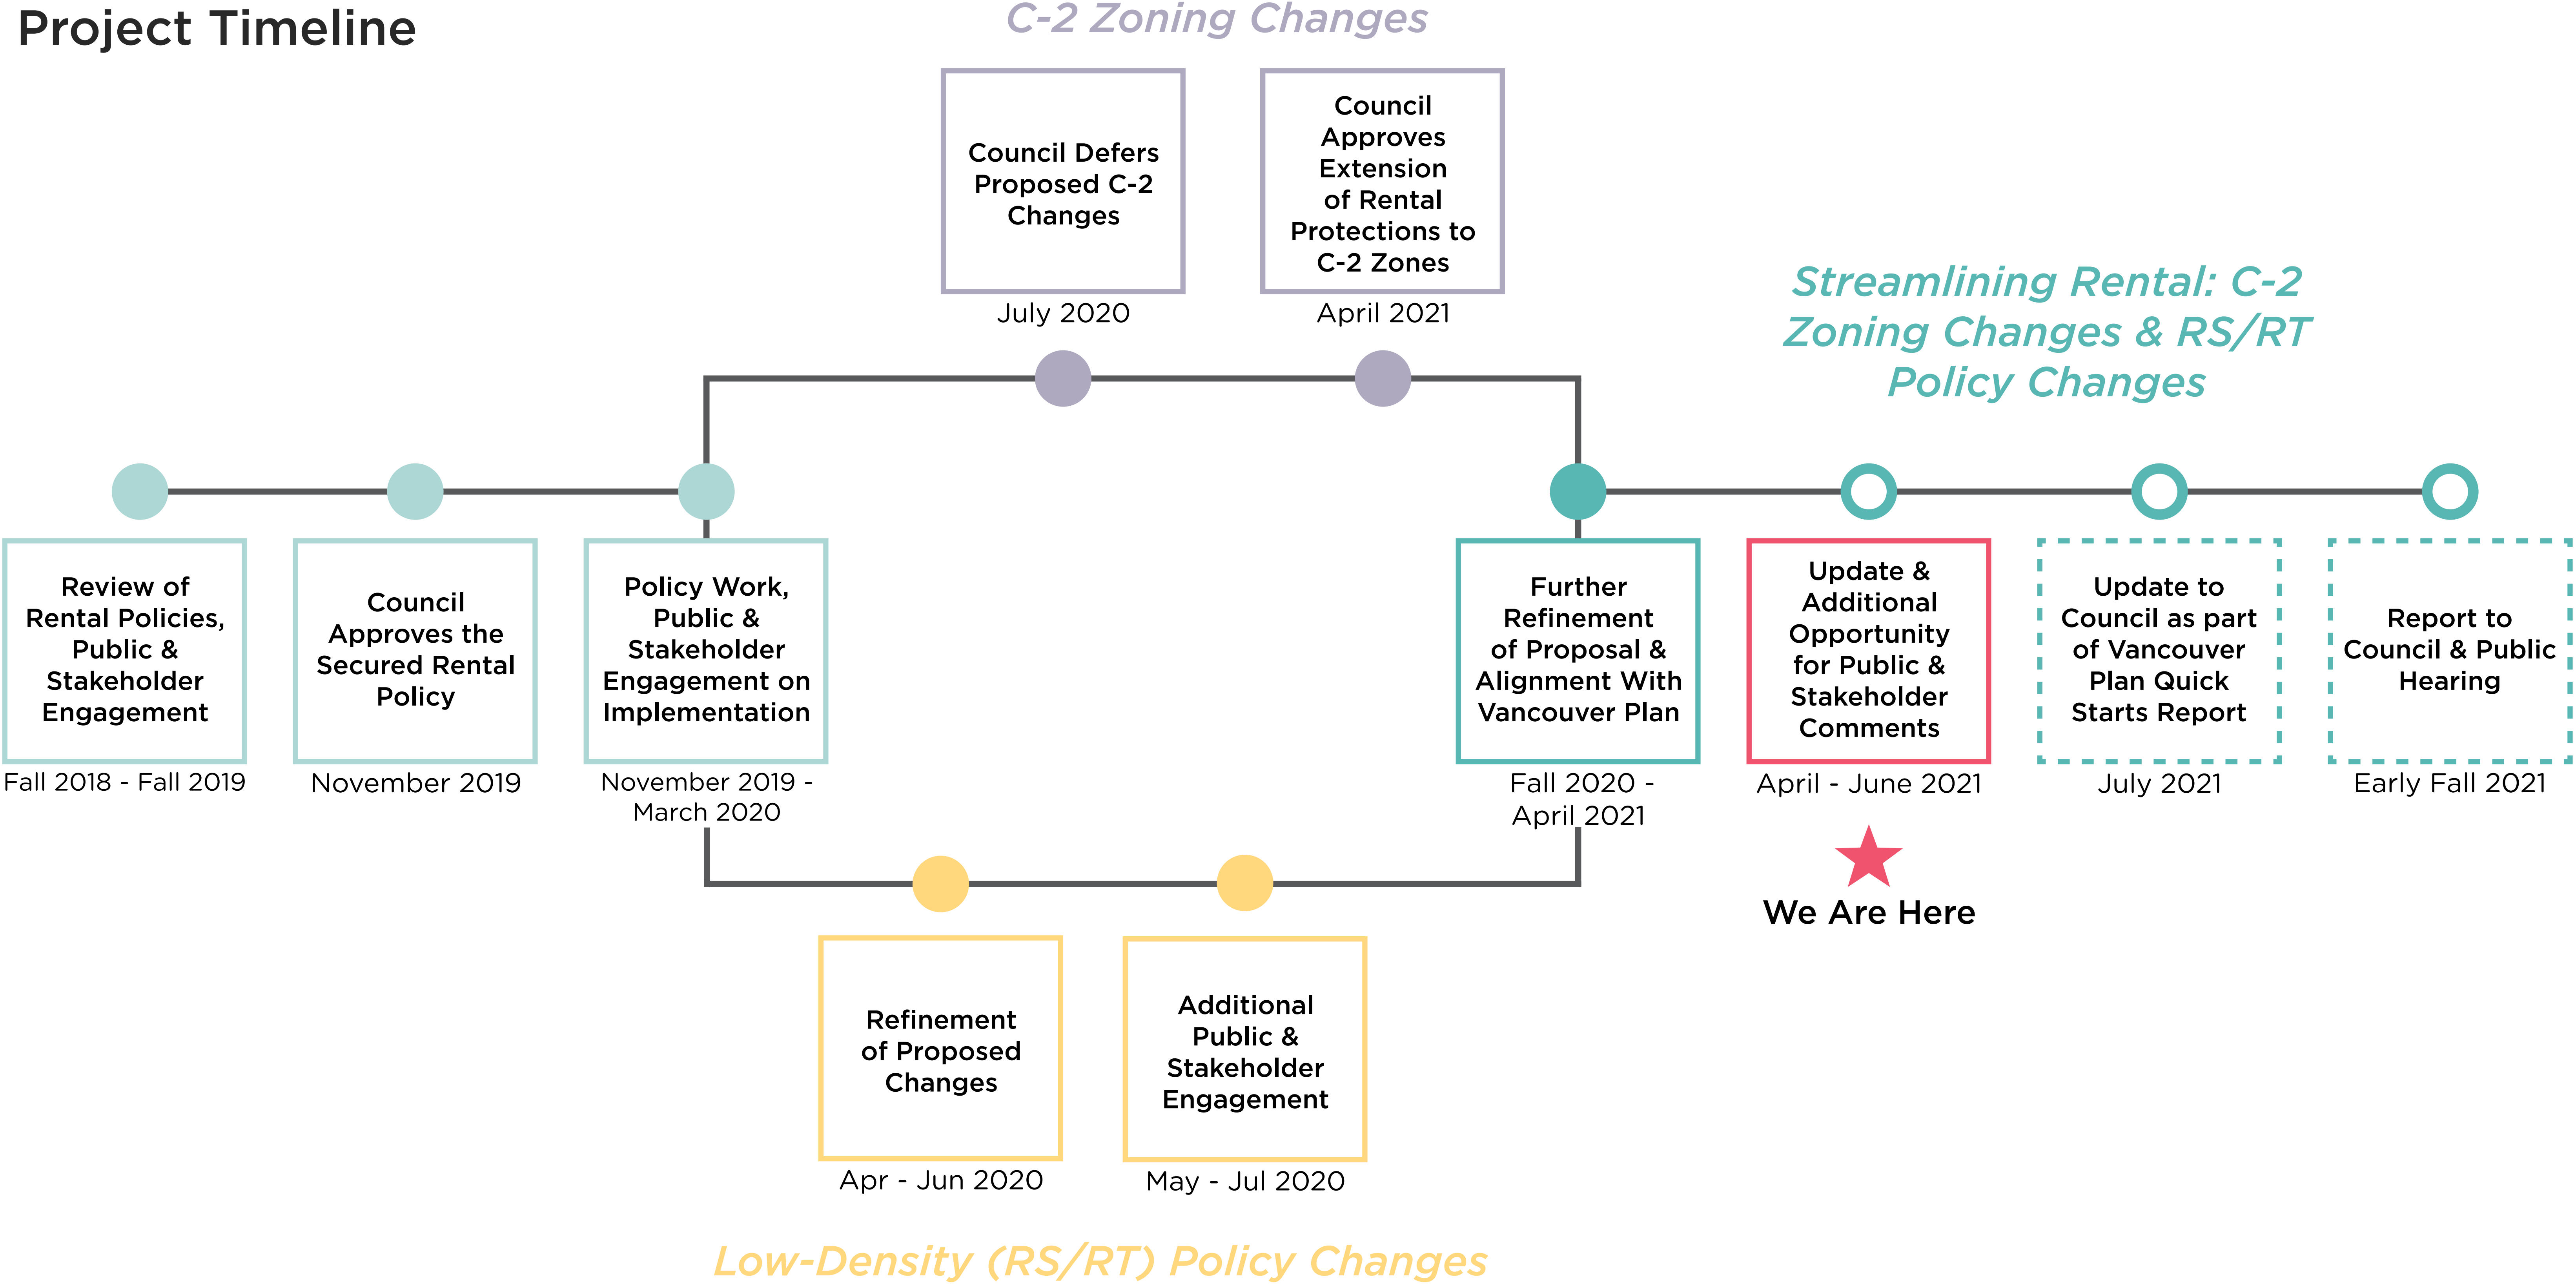 Project Timeline
C-2 Zoning Changes
Council Defers
Proposed C-2
Changes
July 2020
Council
Approves
Extension
of Rental
Protections to
C-2 Zones
April 2021
Streamlining Rental: C-2
Zoning Changes & RS/RT
Policy Changes
Review of
Rental Policies,
Public &
Stakeholder
Engagement
Fall 2018 - Fall 2019
Council
Approves the
Secured Rental
Policy
November 2019
Policy Work,
Public &
Stakeholder
Engagement on
Implementation
November 2019 -
March 2020
Further
Refinement
of Proposal &
Alignment With
Vancouver Plan
Fall 2020 -
April 2021
Update &
Additional
Opportunity
for Public &
Stakeholder
Comments
April - June 2021
We Are Here
Update to
Council as part
of Vancouver
Plan Quick
Starts Report
July 2021
Report to
Council & Public
Hearing
Early Fall 2021
Refinement
of Proposed
Changes
Apr - Jun 2020
Additional
Public &
Stakeholder
Engagement
May - Jul 2020
Low-Density (RS/RT) Policy Changes